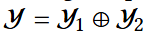 𝒴 = 𝒴₁ ⊕ 𝒴₂